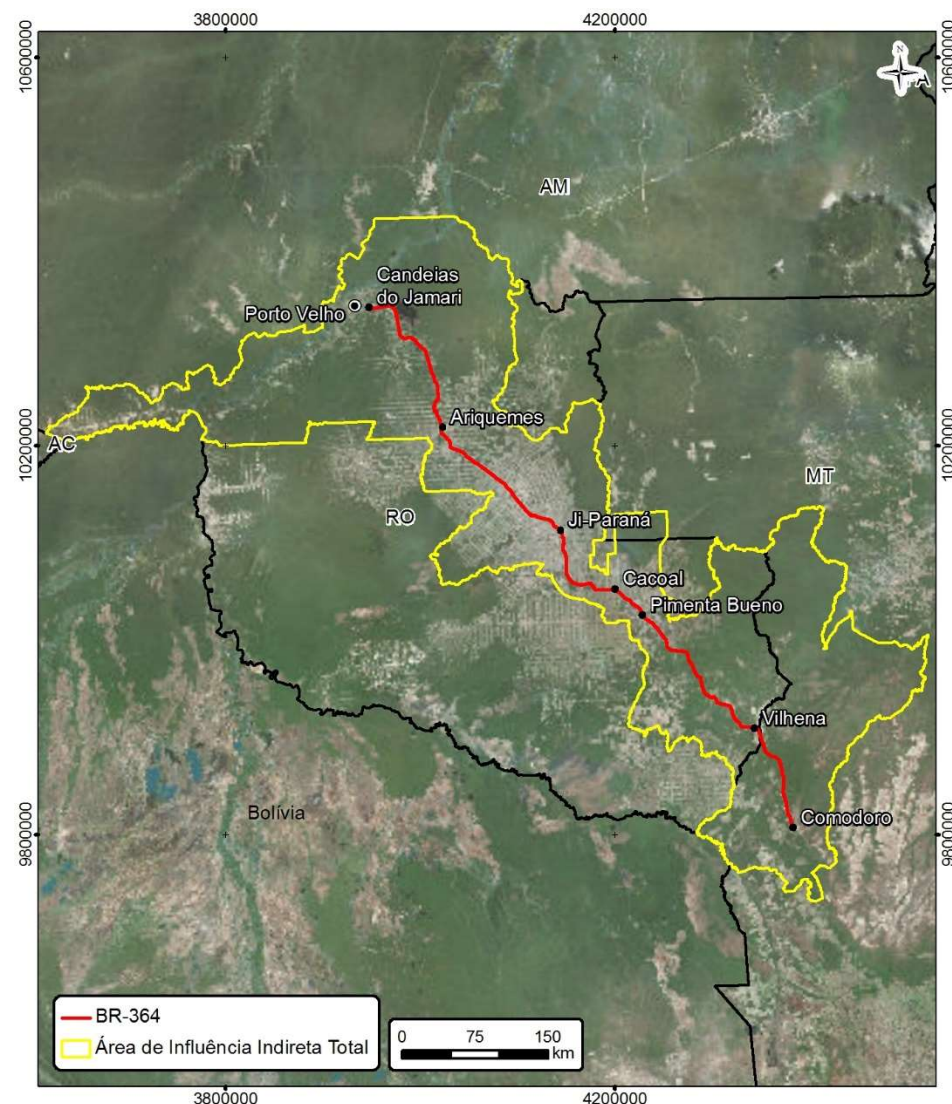 3800000
4200000
10600000
10600000
N
A
AM
Candeias
do Jamari
Porto Velho
Ariquemes
10200000
10200000
AC
MT
RO
Ji-Paraná
Cacoal
Pimenta Bueno
Vilhena
Bolívia
Comodoro
9800000
9800000
BR-364
Área de Influência Indireta Total
0 75 150
km
3800000
4200000